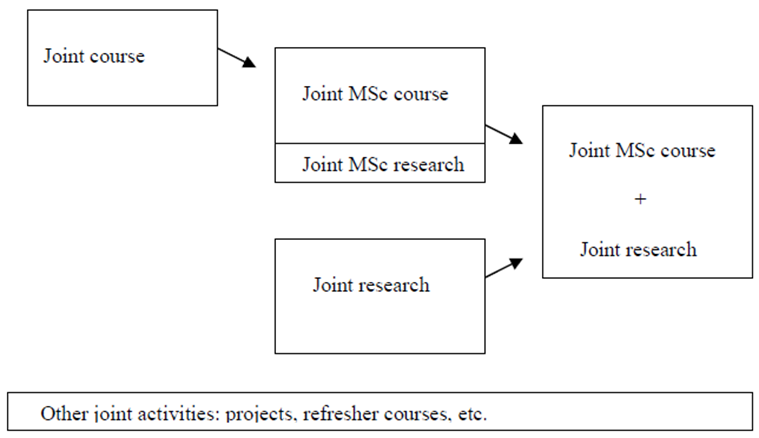 Joint course
Joint MSc course
Joint MSc research
Joint research
Joint MSc course
+
Joint research
Other joint activities: projects, refresher courses, etc.